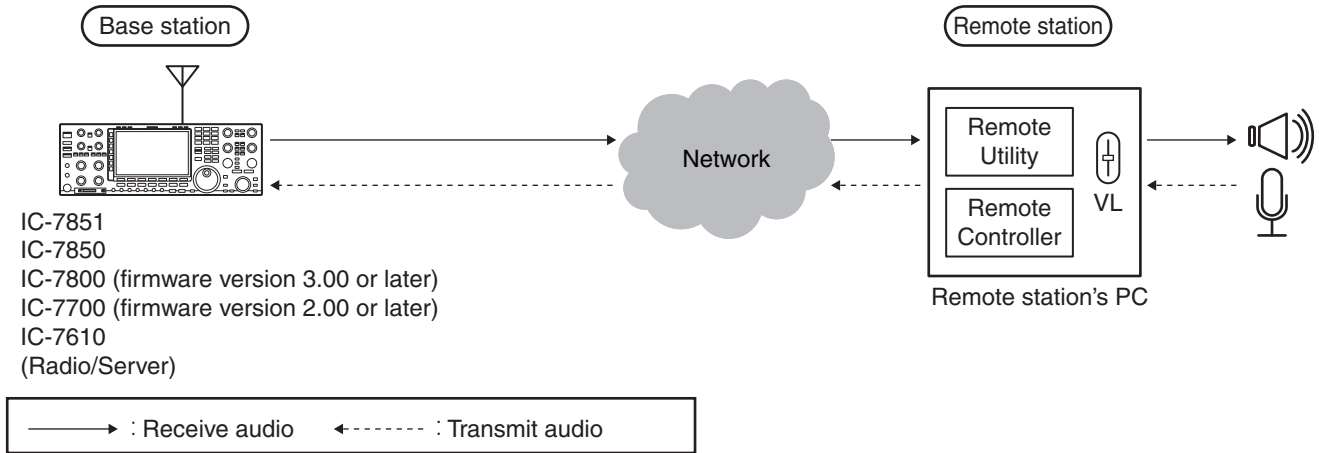 Base station
Remote station
Network
Remote
Utility
Remote
Controller
VL
Remote station's PC
IC-7851
IC-7850
IC-7800 (firmware version 3.00 or later)
IC-7700 (firmware version 2.00 or later)
IC-7610
(Radio/Server)
: Receive audio : Transmit audio